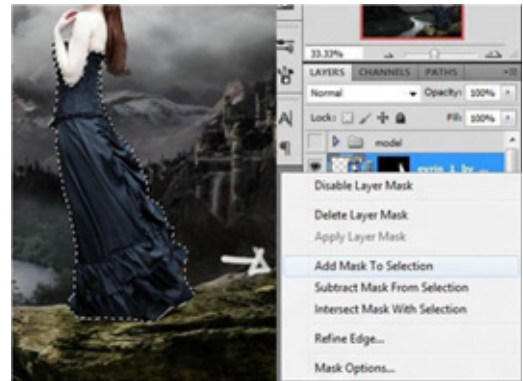 33.33%
LAYERS CHANNELS PATHS
Normal Opacity: 100%
Lock: Fill: 100%
model
Disable Layer Mask
Delete Layer Mask
Apply Layer Mask
Add Mask To Selection
Subtract Mask From Selection
Intersect Mask With Selection
Refine Edge...
Mask Options...